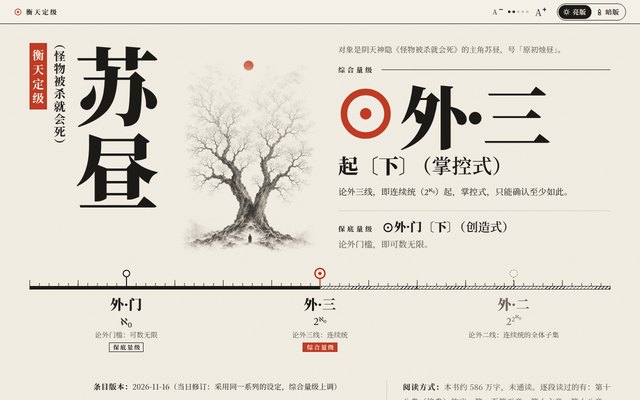 衡天定级
A− A+ 亮版 暗版
衡天定级
（怪物被杀就会死）
苏昼
对象是阴天神隐《怪物被杀就会死》的主角苏昼，号「原初烛昼」。
综合量级
外·三
起〔下〕（掌控式）
论外三线，即连续统（2^ℵ₀）起，掌控式，只能确认至少如此。
保底量级 外·门〔下〕（创造式）
论外门槛，即可数无限。
外·门
ℵ₀
论外门槛：可数无限
保底量级
外·三
2^ℵ₀
论外三线：连续统
综合量级
外·二
2^2^ℵ₀
论外二线：连续统的全体子集
条目版本：2026-11-16（当日修订：采用同一系列的设定，综合量级上调）
阅读方式：本书约 586 万字，未通读。逐段读过的有：第十